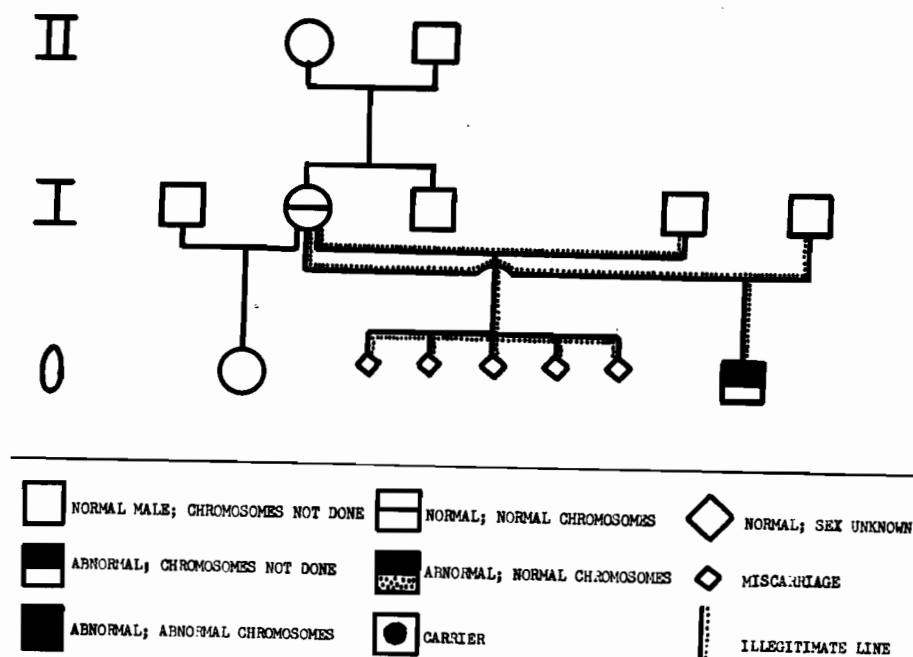 II
I
0
NORMAL MALE; CHROMOSOMES NOT DONE
NORMAL; NORMAL CHROMOSOMES
NORMAL; SEX UNKNOWN
ABNORMAL; CHROMOSOMES NOT DONE
ABNORMAL; NORMAL CHROMOSOMES
MISCARRIAGE
ABNORMAL; ABNORMAL CHROMOSOMES
CARRIER
ILLEGITIMATE LINE